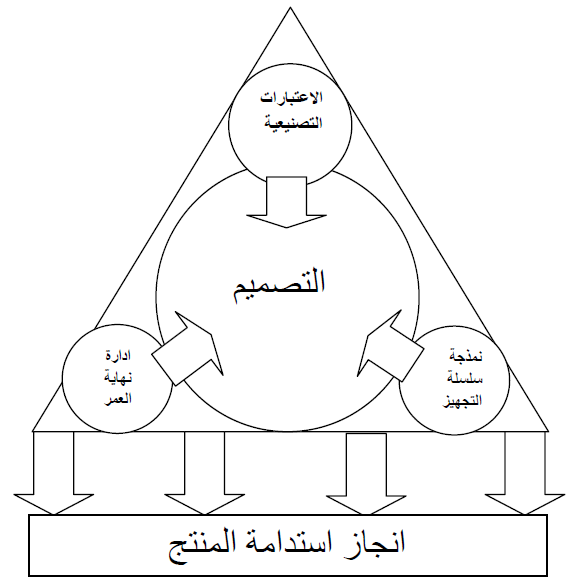 الاعتبارات
التصنيعية
التصميم
نمذجة
سلسلة
التجهيز
ادارة
نهاية
العمر
انجاز استدامة المنتج